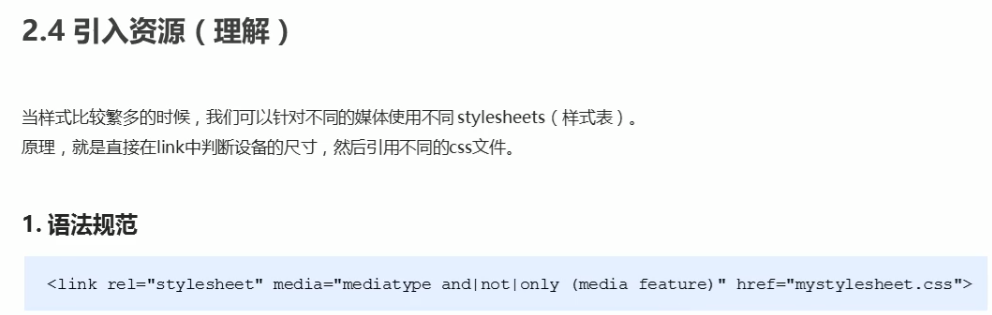 2.4 引入资源（理解）
当样式比较繁多的时候，我们可以针对不同的媒体使用不同 stylesheets（样式表）。
原理，就是直接在link中判断设备的尺寸，然后引用不同的css文件。
1. 语法规范
<link rel="stylesheet" media="mediatype and|not|only (media feature)" href="mystylesheet.css">